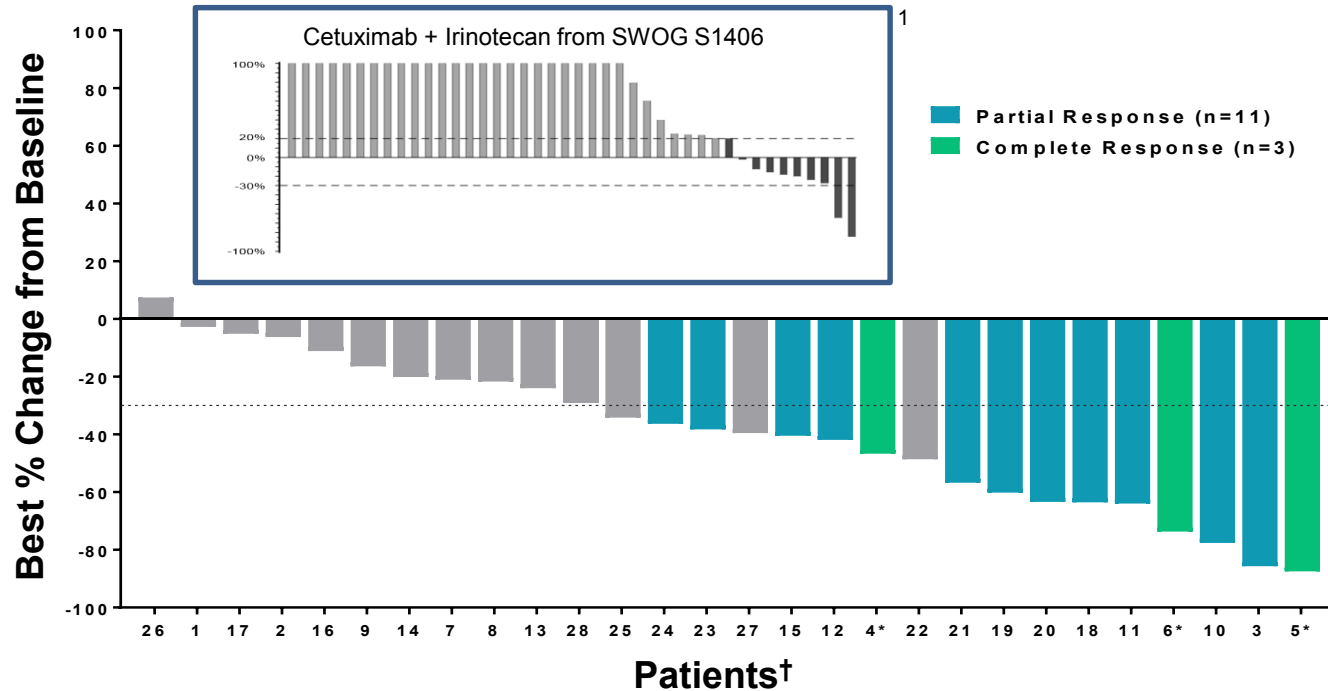 1
Cetuximab + Irinotecan from SWOG S1406
100%
20%
0%
-30%
-100%
Partial Response (n=11)
Complete Response (n=3)
Best % Change from Baseline
100
80
60
40
20
0
-20
-40
-60
-80
-100
26 1 17 2 16 9 14 7 8 13 28 25 24 23 27 15 12 4* 22 21 19 20 18 11 6* 10 3 5*
Patients†